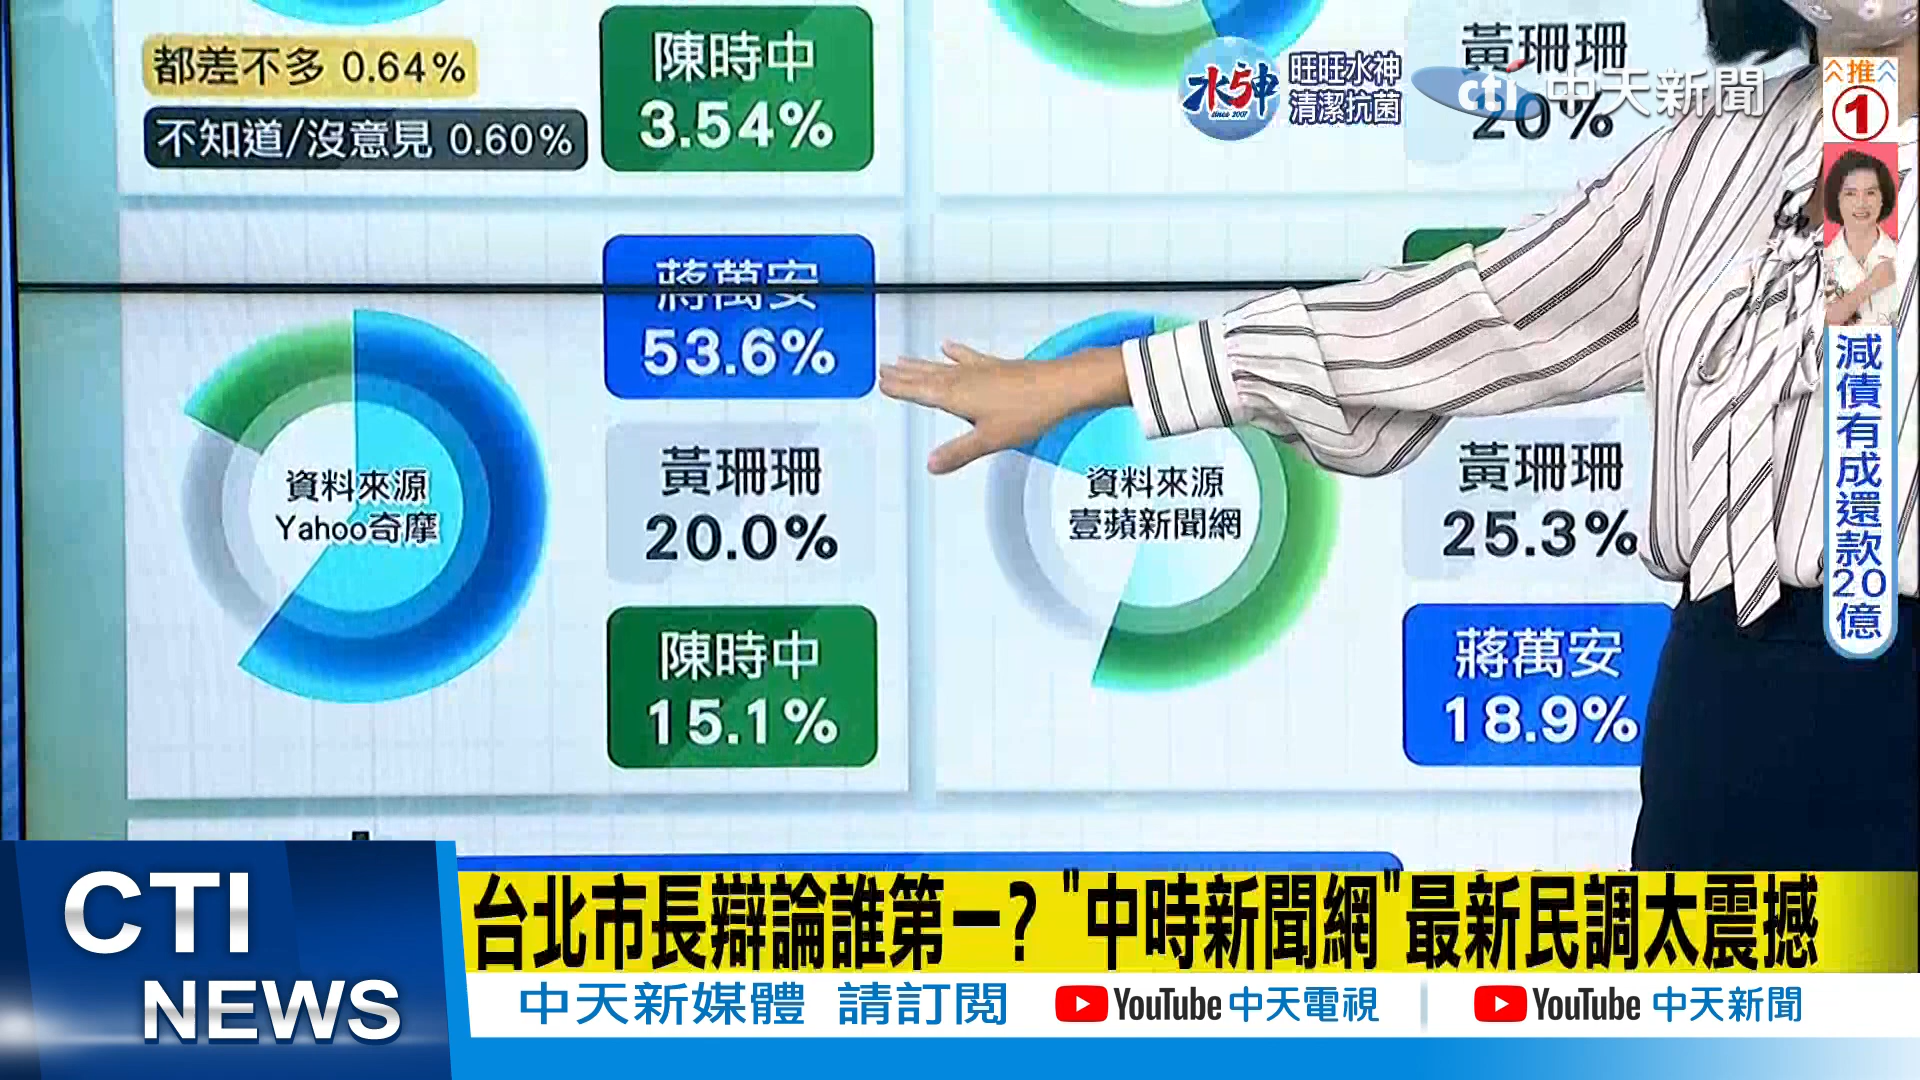 都差不多 0.64%
不知道/沒意見 0.60%
陳時中
3.54%
黃珊珊
20%
水神
since 2007
旺旺水神
清潔抗菌
cti 中天新聞
推
1
減債有成還款20億
蔣萬安
53.6%
黃珊珊
20.0%
陳時中
15.1%
資料來源
Yahoo奇摩
資料來源
壹蘋新聞網
黃珊珊
25.3%
蔣萬安
18.9%
CTI
NEWS
台北市長辯論誰第一? "中時新聞網"最新民調太震撼
中天新媒體 請訂閱 YouTube 中天電視 | YouTube 中天新聞